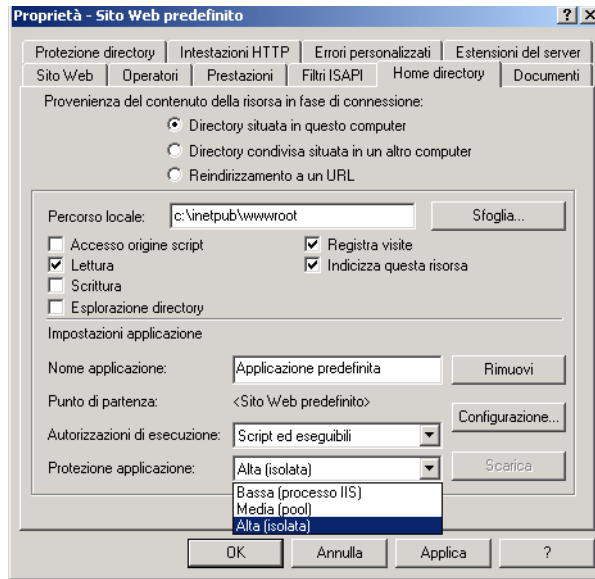 Proprietà - Sito Web predefinito
? x
Protezione directory Intestazioni HTTP Errori personalizzati Estensioni del server
Sito Web Operatori Prestazioni Filtri ISAPI Home directory Documenti
Provenienza del contenuto della risorsa in fase di connessione:
Directory situata in questo computer
Directory condivisa situata in un altro computer
Reindirizzamento a un URL
Percorso locale: c:\inetpub\wwwroot Sfoglia...
Accesso origine script Registra visite
Lettura Indicizza questa risorsa
Scrittura
Esplorazione directory
Impostazioni applicazione
Nome applicazione: Applicazione predefinita Rimuovi
Punto di partenza: <Sito Web predefinito>
Configurazione...
Autorizzazioni di esecuzione: Script ed eseguibili
Protezione applicazione: Alta (isolata) Scarica
Bassa (processo IIS)
Media (pool)
Alta (isolata)
OK Annulla Applica ?